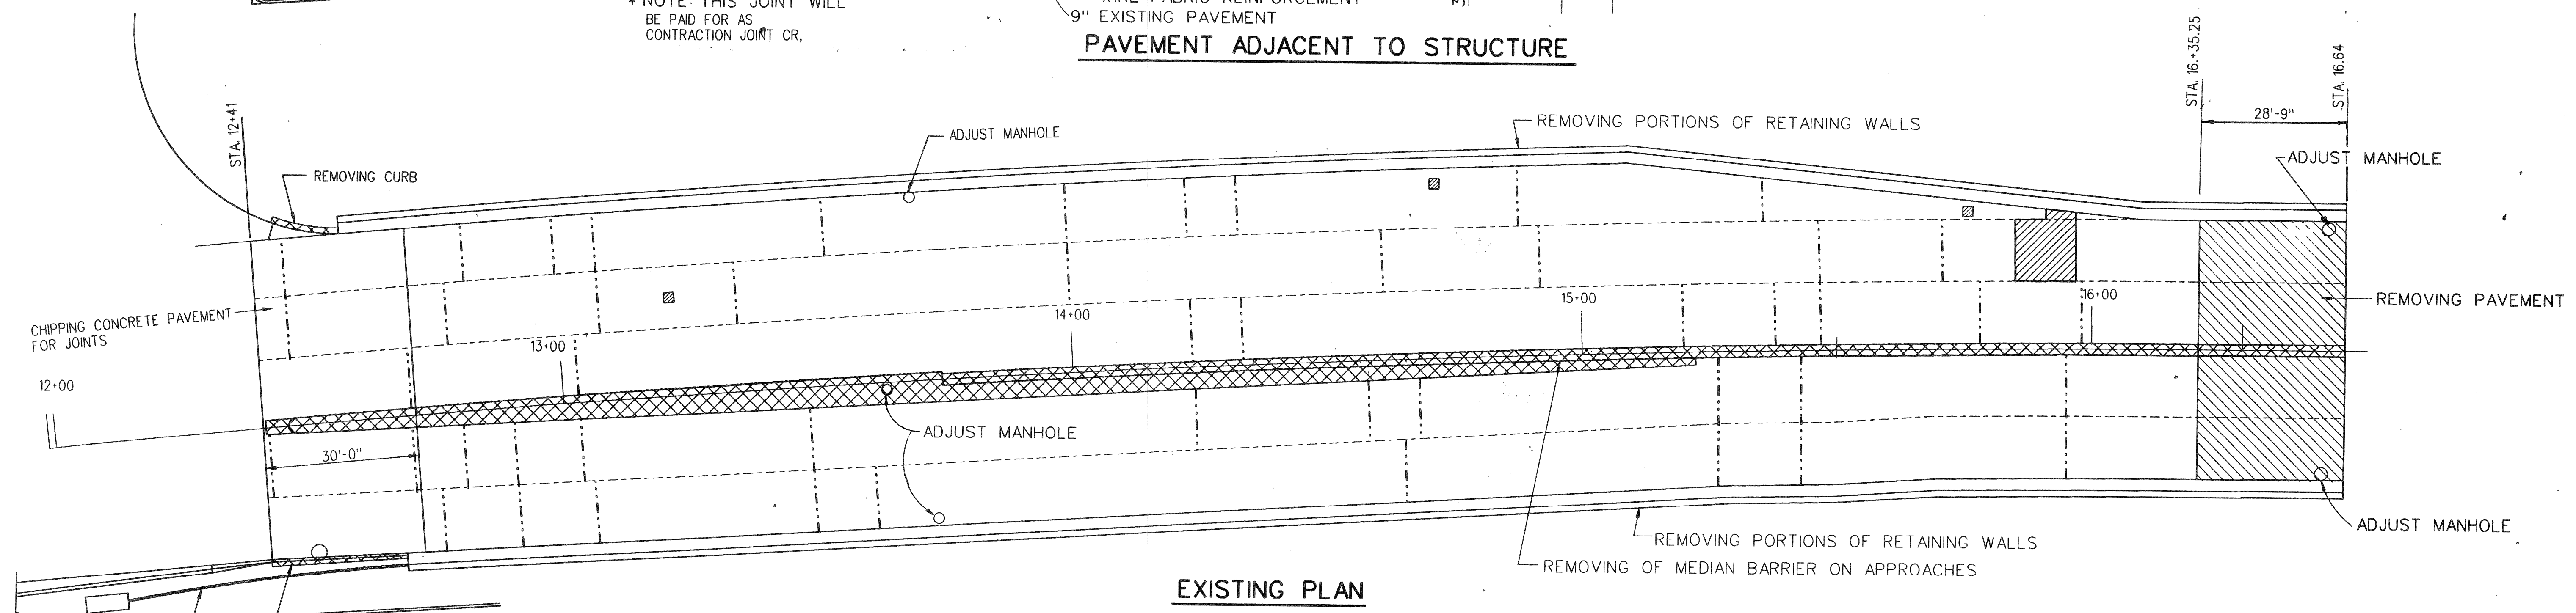 * NOTE: THIS JOINT WILL
BE PAID FOR AS
CONTRACTION JOINT CR,
WIRE FABRIC REINFORCEMENT
9" EXISTING PAVEMENT
PAVEMENT ADJACENT TO STRUCTURE
STA. 12+41
REMOVING CURB
ADJUST MANHOLE
REMOVING PORTIONS OF RETAINING WALLS
STA. 16.+35.25
STA. 16.64
28'-9"
ADJUST MANHOLE
CHIPPING CONCRETE PAVEMENT
FOR JOINTS
12+00
13+00
14+00
15+00
16+00
REMOVING PAVEMENT
30'-0"
ADJUST MANHOLE
REMOVING PORTIONS OF RETAINING WALLS
REMOVING OF MEDIAN BARRIER ON APPROACHES
ADJUST MANHOLE
EXISTING PLAN